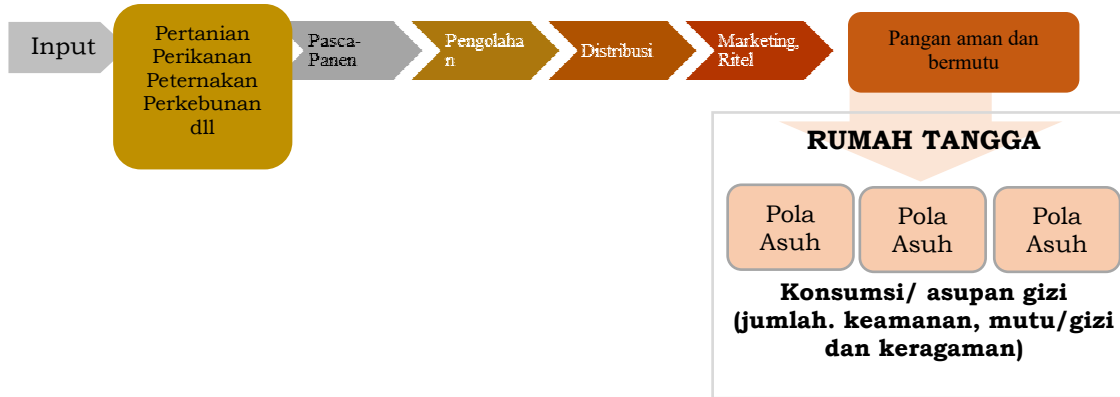 Input
Pertanian
Perikanan
Peternakan
Perkebunan
dll
Pasca-
Panen
Pengolaha
n
Distribusi
Marketing,
Ritel
Pangan aman dan
bermutu
RUMAH TANGGA
Pola
Asuh
Pola
Asuh
Pola
Asuh
Konsumsi/ asupan gizi
(jumlah. keamanan, mutu/gizi
dan keragaman)